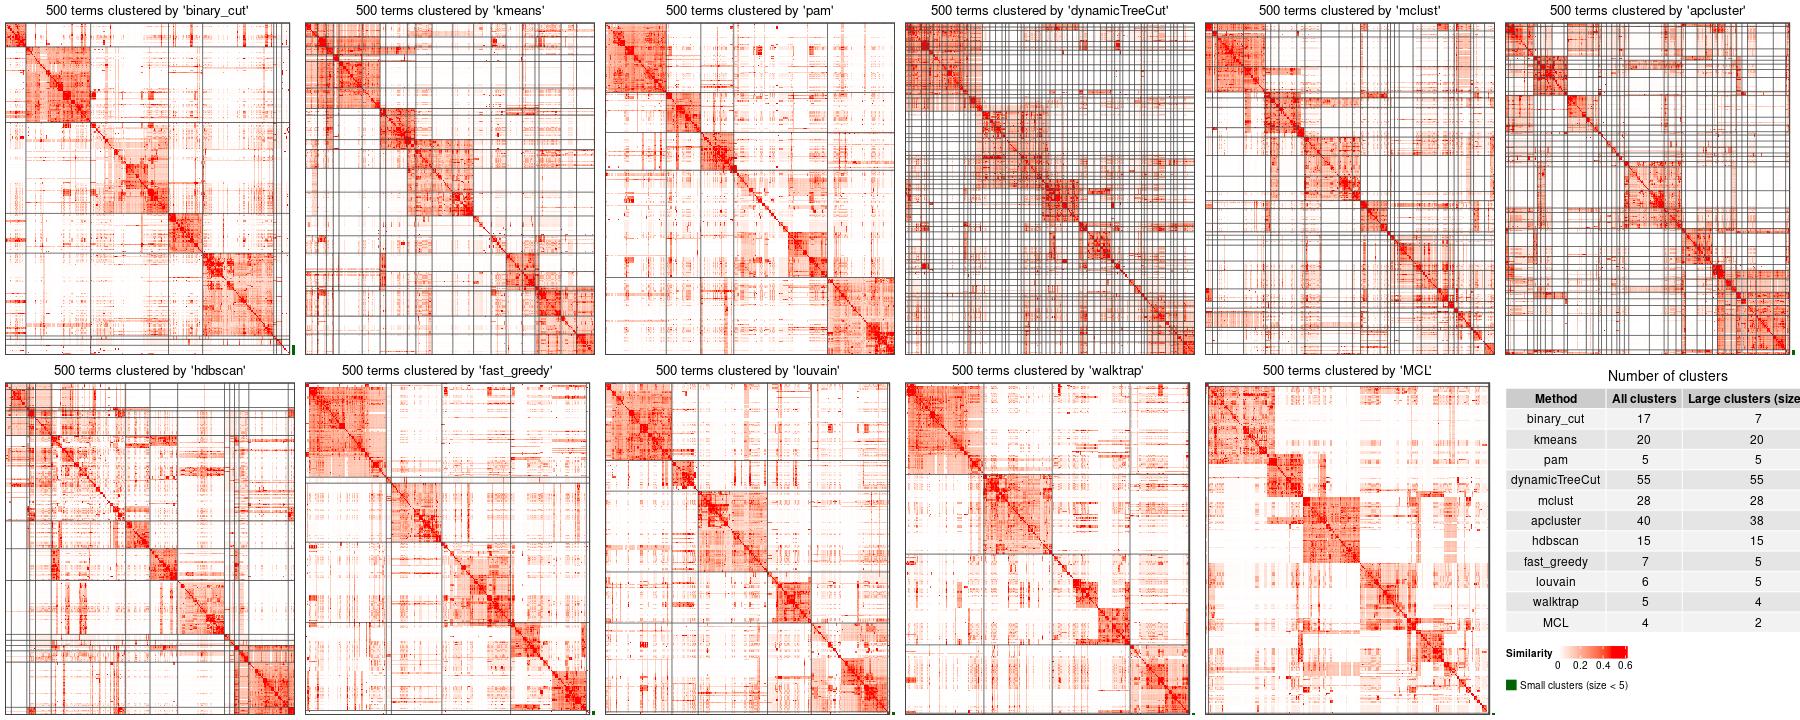 500 terms clustered by 'binary_cut'
500 terms clustered by 'kmeans'
500 terms clustered by 'pam'
500 terms clustered by 'dynamicTreeCut'
500 terms clustered by 'mclust'
500 terms clustered by 'apcluster'
500 terms clustered by 'hdbscan'
500 terms clustered by 'fast_greedy'
500 terms clustered by 'louvain'
500 terms clustered by 'walktrap'
500 terms clustered by 'MCL'
Number of clusters
Method All clusters Large clusters (size
binary_cut 17 7
kmeans 20 20
pam 5 5
dynamicTreeCut 55 55
mclust 28 28
apcluster 40 38
hdbscan 15 15
fast_greedy 7 5
louvain 6 5
walktrap 5 4
MCL 4 2
Similarity
0 0.2 0.4 0.6
Small clusters (size < 5)